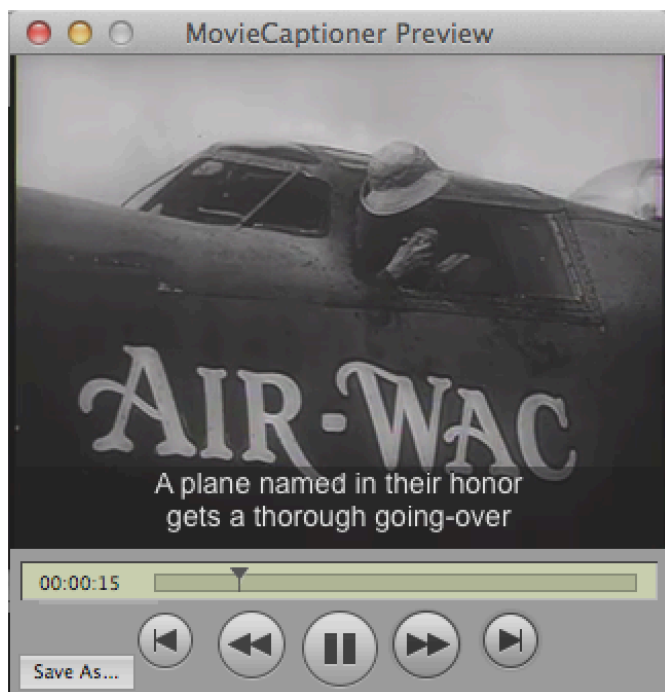 MovieCaptioner Preview
AIR-WAC
A plane named in their honor
gets a thorough going-over
00:00:15
Save As...